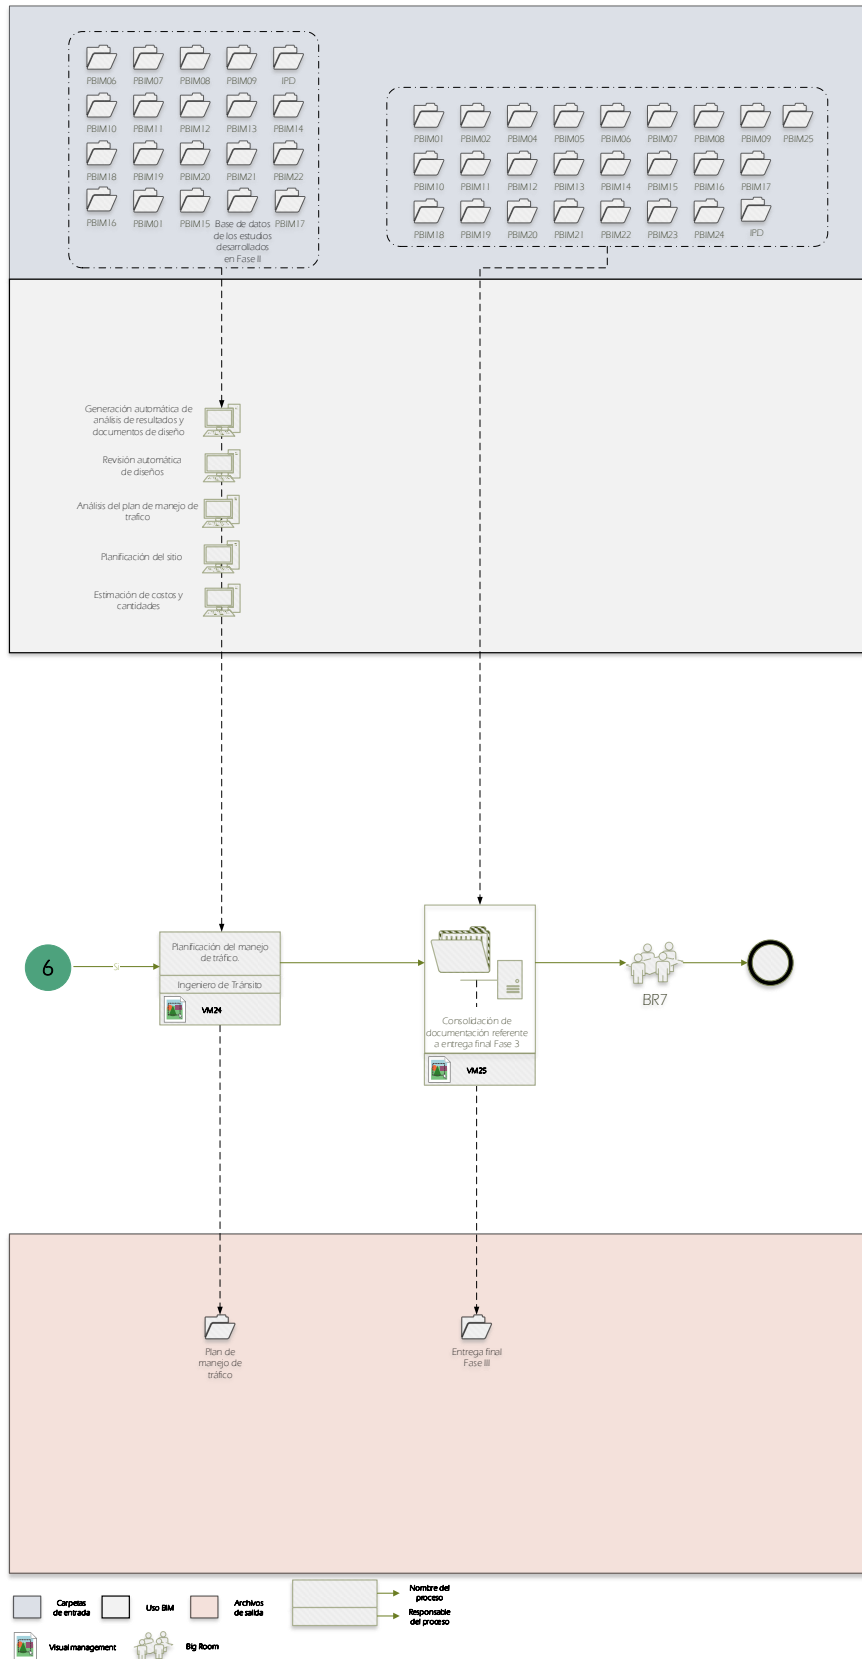 PBIM06 PBIM07 PBIM08 PBIM09 IPD
PBIM10 PBIM11 PBIM12 PBIM13 PBIM14
PBIM18 PBIM19 PBIM20 PBIM21 PBIM22
PBIM16 PBIM01 PBIM15 Base de datos PBIM17
de los estudios
desarrollados
en Fase II
PBIM01 PBIM02 PBIM04 PBIM05 PBIM06 PBIM07 PBIM08 PBIM09 PBIM25
PBIM10 PBIM11 PBIM12 PBIM13 PBIM14 PBIM15 PBIM16 PBIM17
PBIM18 PBIM19 PBIM20 PBIM21 PBIM22 PBIM23 PBIM24 IPD
Generación automática de
análisis de resultados y
documentos de diseño
Revisión automática
de diseños
Análisis del plan de manejo de
trafico
Planificación del sitio
Estimación de costos y
cantidades
6
Si
Planificación del manejo
de tráfico.
Ingeniero de Tránsito
VM24
Consolidación de
documentación referente
a entrega final Fase 3
VM25
BR7
Plan de
manejo de
tráfico
Entrega final
Fase III
Carpetas
de entrada
Uso BIM
Archivos
de salida
Nombre del
proceso
Responsable
del proceso
Visual management
Big Room